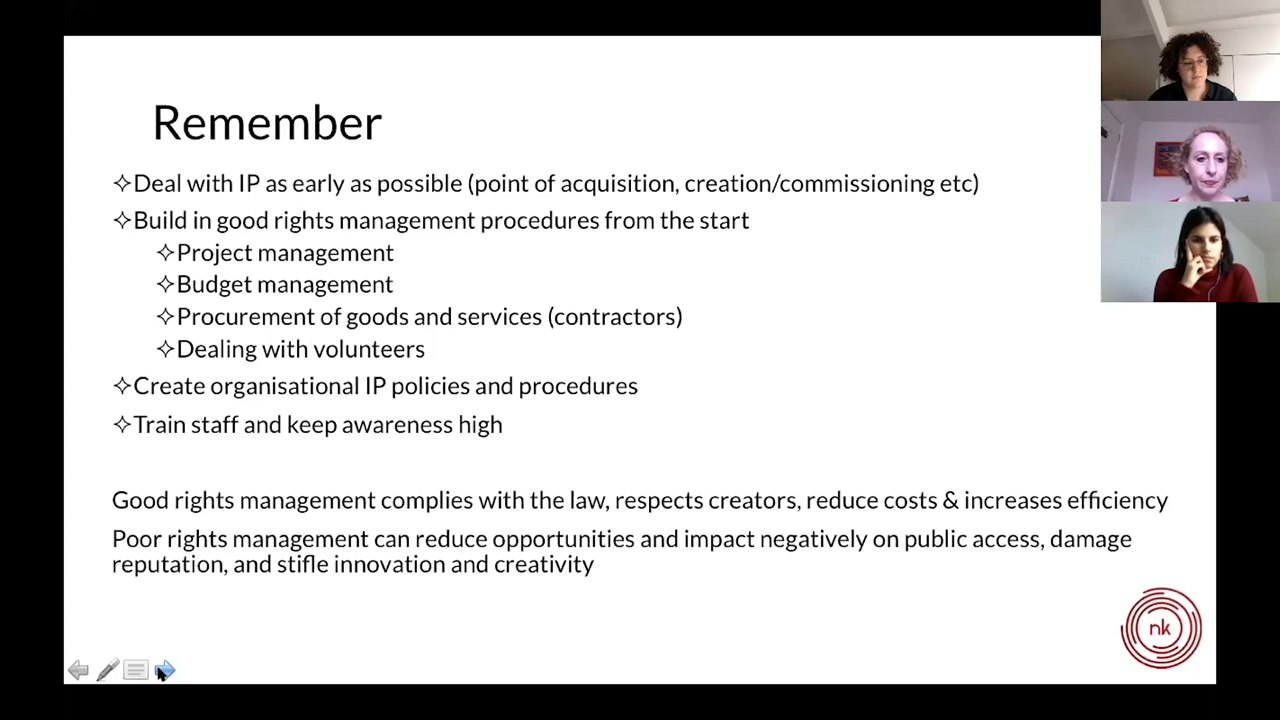 Remember
✧Deal with IP as early as possible (point of acquisition, creation/commissioning etc)
✧Build in good rights management procedures from the start
✧Project management
✧Budget management
✧Procurement of goods and services (contractors)
✧Dealing with volunteers
✧Create organisational IP policies and procedures
✧Train staff and keep awareness high
Good rights management complies with the law, respects creators, reduce costs & increases efficiency
Poor rights management can reduce opportunities and impact negatively on public access, damage
reputation, and stifle innovation and creativity
nk